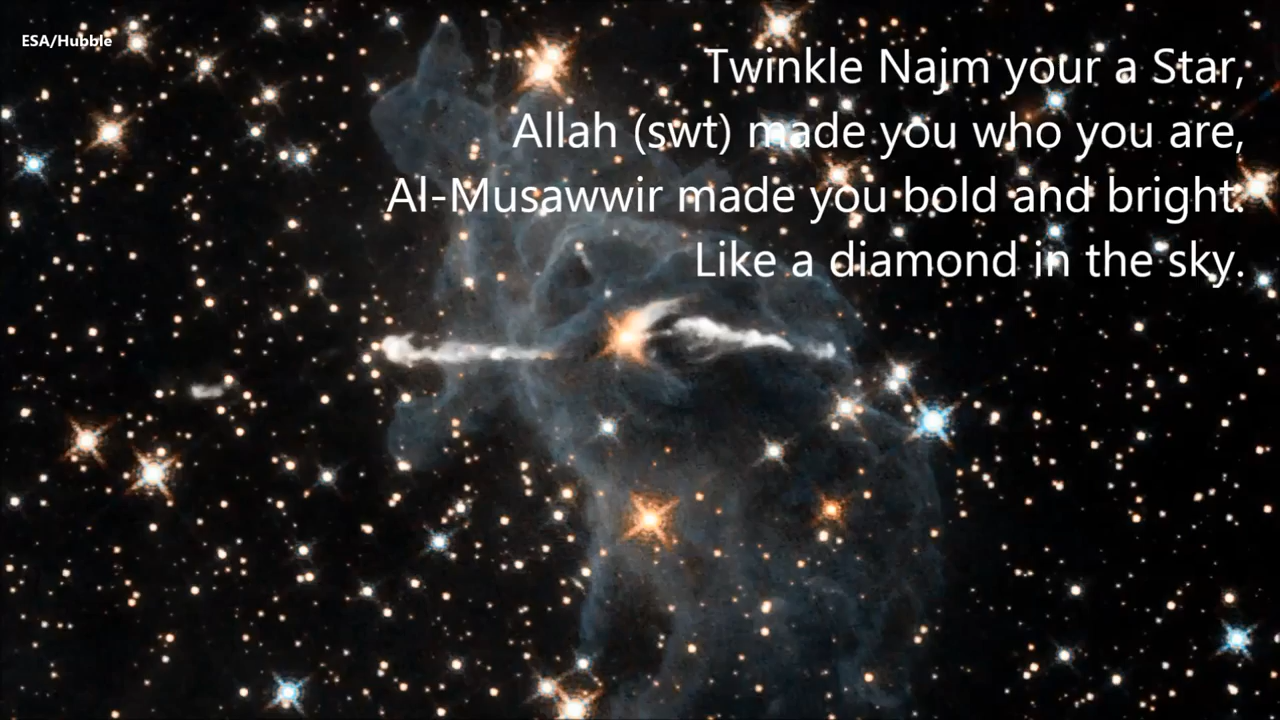 ESA/Hubble
Twinkle Najm your a Star,
Allah (swt) made you who you are,
Al-Musawwir made you bold and bright.
Like a diamond in the sky.